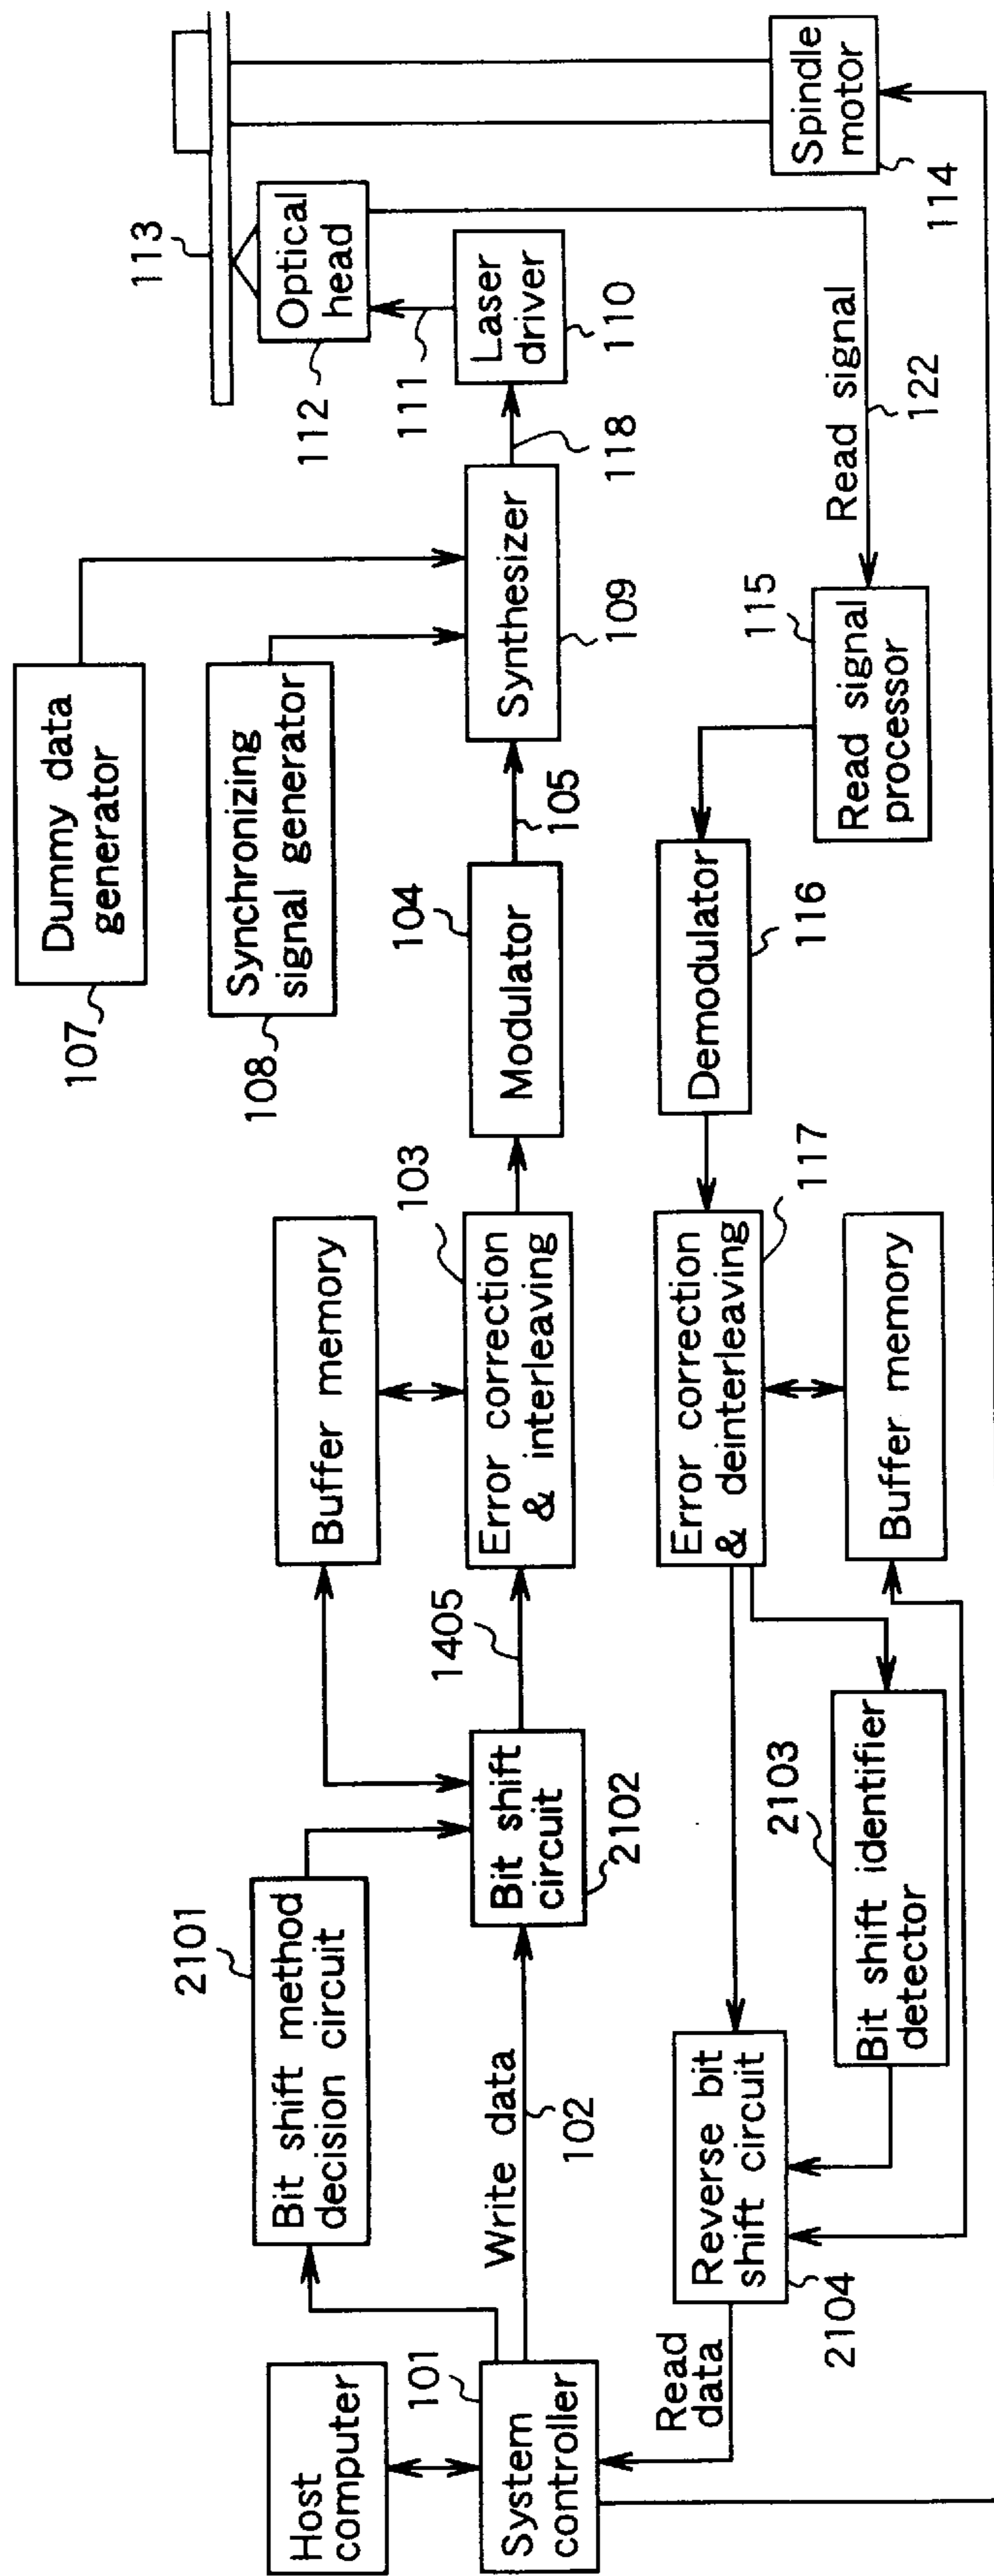 Host
computer
101
System
controller
2101
Bit shift method
decision circuit
Write data
102
Bit shift
circuit
2102
1405
Buffer memory
103
Error correction
& interleaving
104
Modulator
105
Dummy data
generator
107
Synchronizing
signal generator
108
Synthesizer
109
118
Laser
driver
110
111
Optical
head
112
113
Spindle
motor
114
Read signal
122
115
Read signal
processor
Demodulator
116
Error correction
& deinterleaving
117
Buffer memory
2103
Bit shift identifier
detector
Reverse bit
shift circuit
2104
Read
data